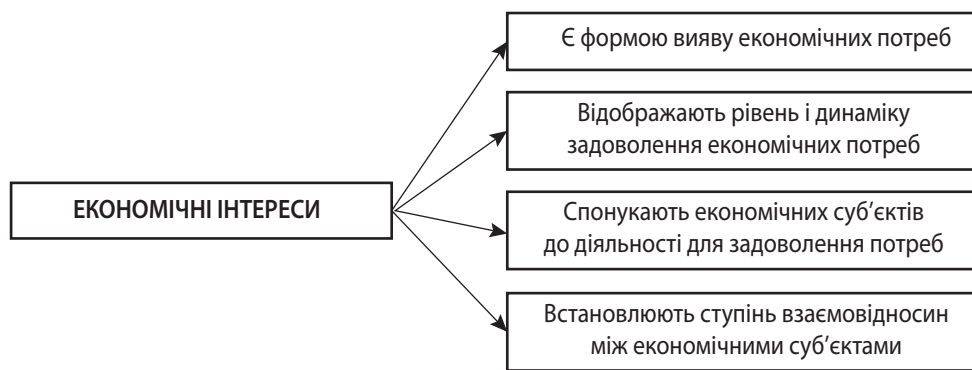 Є формою вияву економічних потреб
Відображають рівень і динаміку
задоволення економічних потреб
ЕКОНОМІЧНІ ІНТЕРЕСИ
Спонукають економічних суб’єктів
до діяльності для задоволення потреб
Встановлюють ступінь взаємовідносин
між економічними суб’єктами